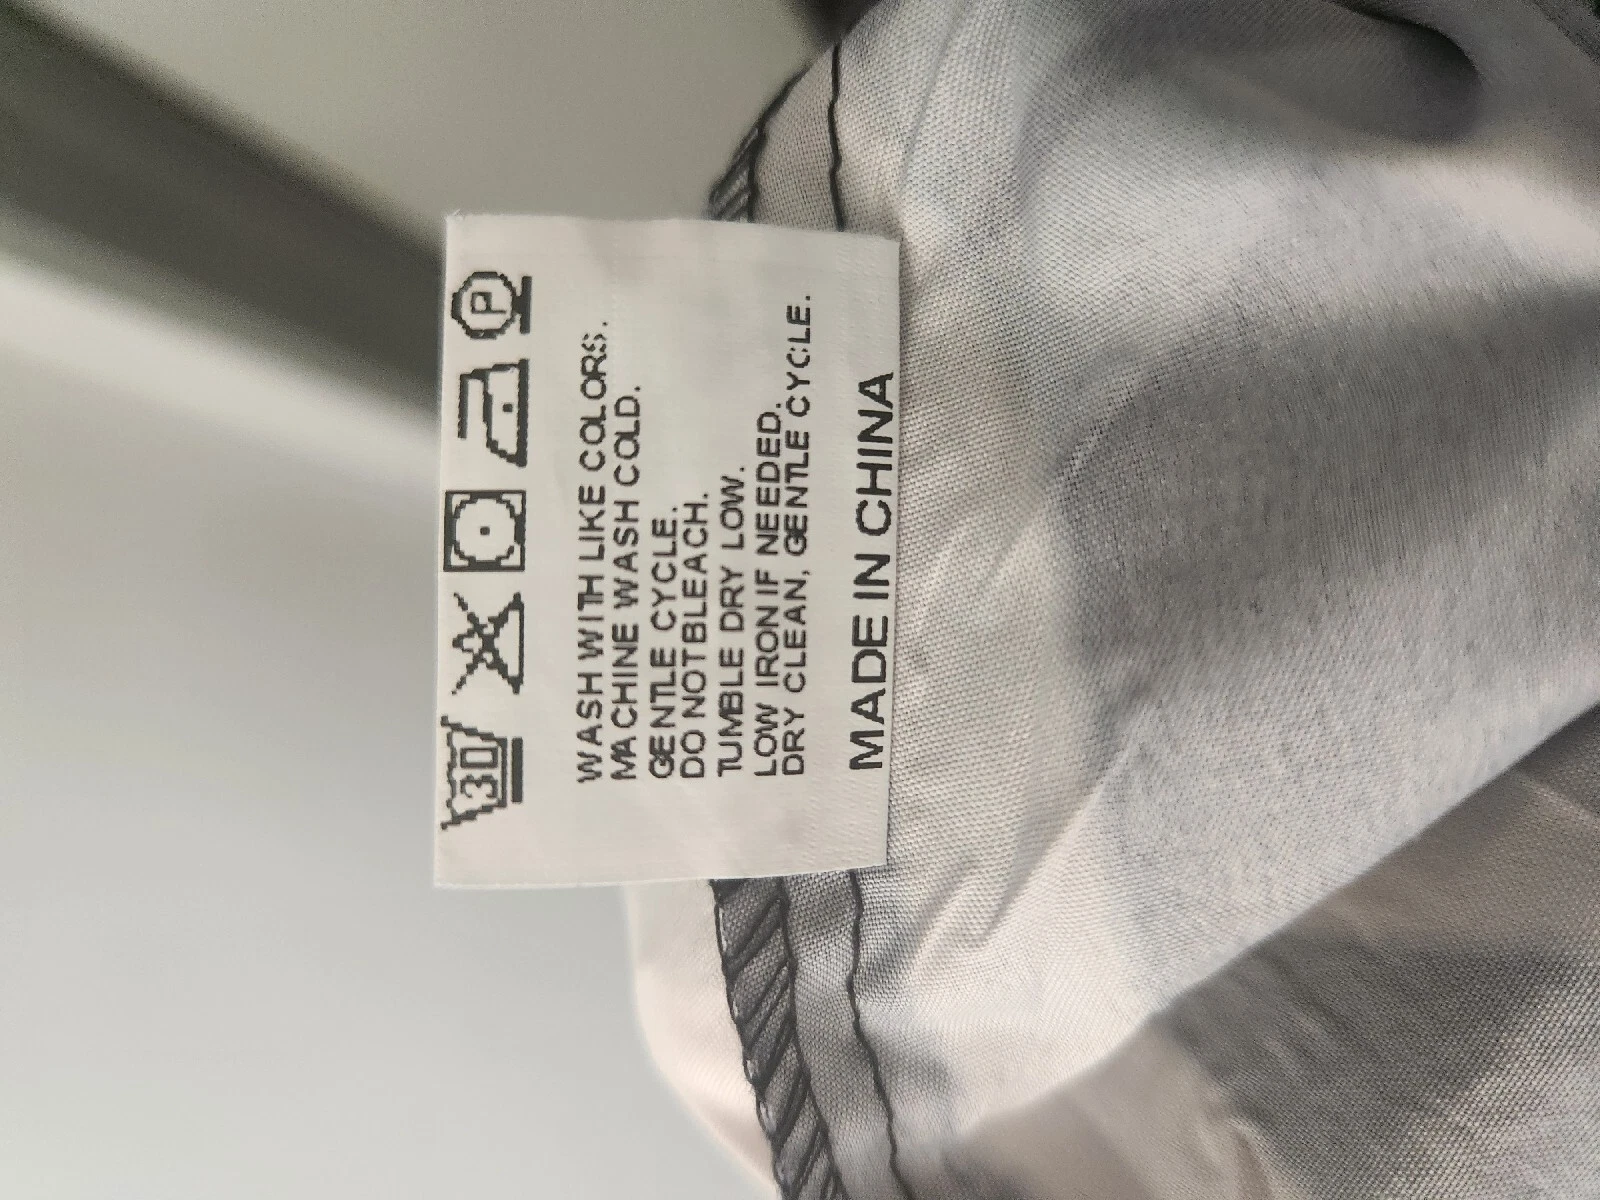 30 P
WASH WITH LIKE COLORS.
MACHINE WASH COLD.
GENTLE CYCLE.
DO NOT BLEACH.
TUMBLE DRY LOW.
LOW IRON IF NEEDED.
DRY CLEAN, GENTLE CYCLE.
MADE IN CHINA